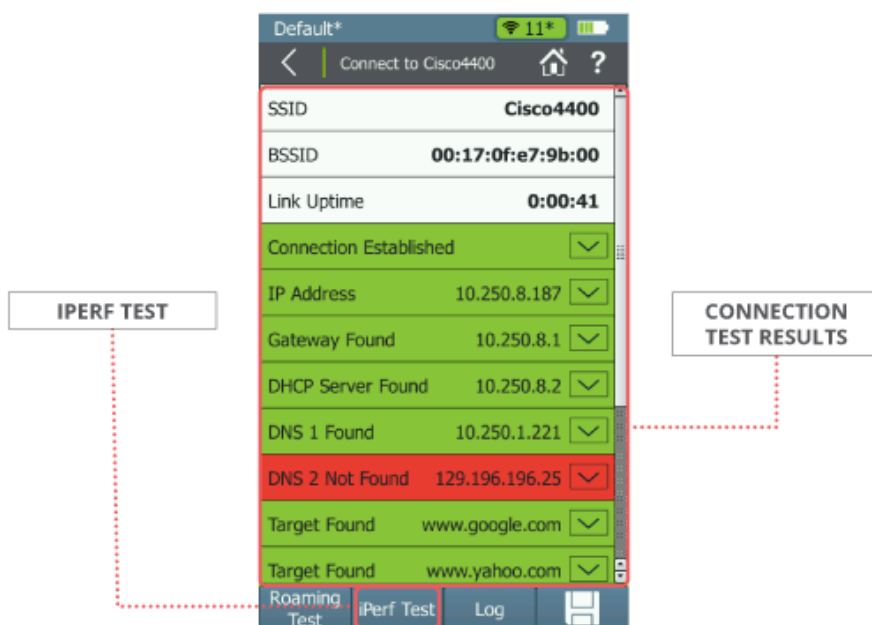 Default*
11*
Connect to Cisco4400
?
SSID Cisco4400
BSSID 00:17:0f:e7:9b:00
Link Uptime 0:00:41
Connection Established
IP Address 10.250.8.187
Gateway Found 10.250.8.1
DHCP Server Found 10.250.8.2
DNS 1 Found 10.250.1.221
DNS 2 Not Found 129.196.196.25
Target Found www.google.com
Target Found www.yahoo.com
Roaming
Test
iPerf Test
Log
IPERF TEST
CONNECTION
TEST RESULTS